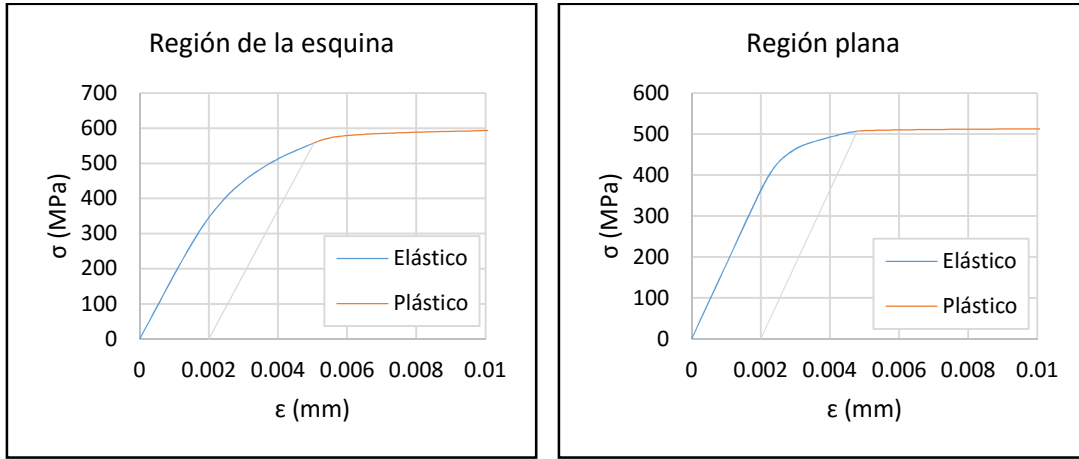 Región de la esquina
700
600
500
400
300
200
100
0
σ (MPa)
Elástico
Plástico
0 0.002 0.004 0.006 0.008 0.01
ε (mm)
Región plana
600
500
400
300
200
100
0
σ (MPa)
Elástico
Plástico
0 0.002 0.004 0.006 0.008 0.01
ε (mm)